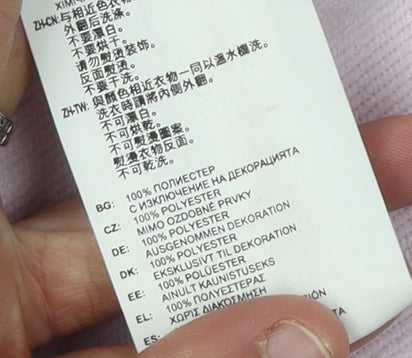 ZH-CN: 与相近色衣物
外翻后洗涤。
不要漂白。
不要烘干。
请勿熨烫装饰。
反面熨烫。
不要干洗。
ZH-TW: 與顏色相近衣物一同以溫水機洗。
洗衣時請將內側外翻。
不可漂白。
不可烘乾。
不可熨燙圖案。
熨燙衣物反面。
不可乾洗。
BG: 100% ПОЛИЕСТЕР
С ИЗКЛЮЧЕНИЕ НА ДЕКОРАЦИЯТА
CZ: 100% POLYESTER
MIMO OZDOBNÉ PRVKY
DE: 100% POLYESTER
AUSGENOMMEN DEKORATION
DK: 100% POLYESTER
EKSKLUSIVT TIL DEKORATION
EE: 100% POLÜESTER
AINULT KAUNISTUSEKS
EL: 100% ΠΟΛΥΕΣΤΕΡΑΣ
ΧΩΡΙΣ ΔΙΑΚΟΣΜΗΣΗ
ES: